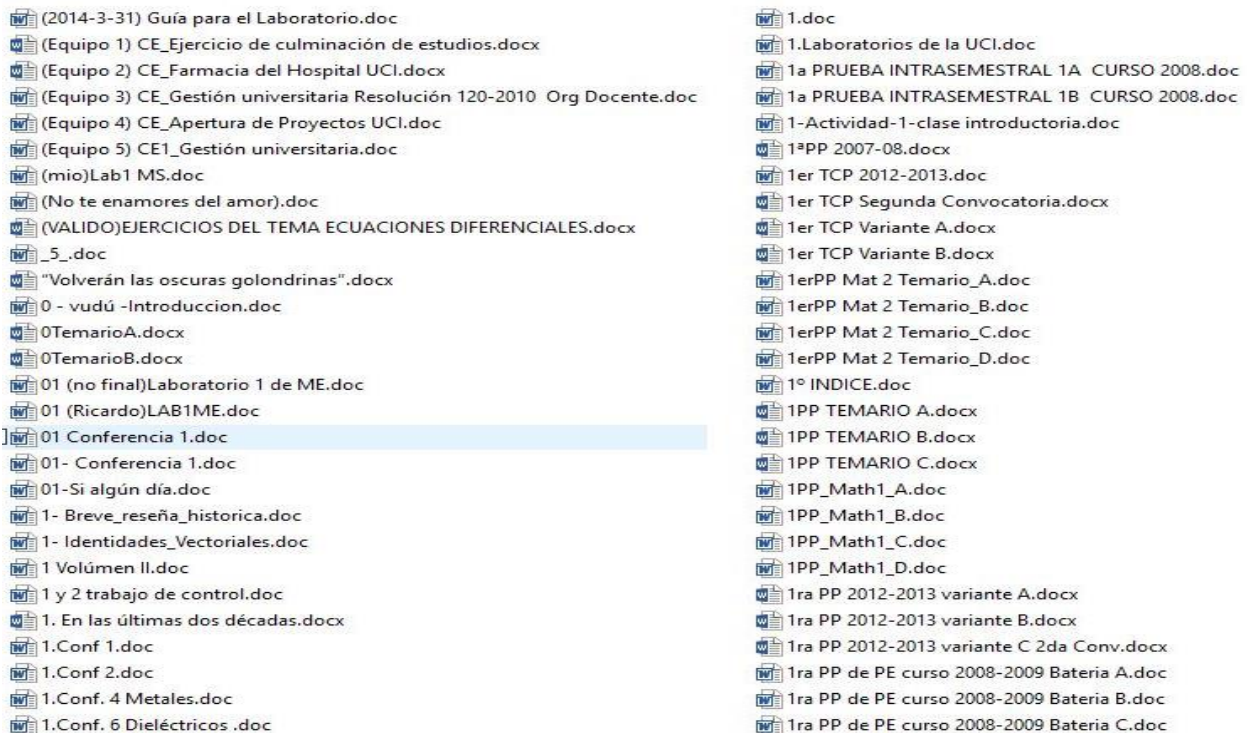 (2014-3-31) Guía para el Laboratorio.doc
(Equipo 1) CE_Ejercicio de culminación de estudios.docx
(Equipo 2) CE_Farmacia del Hospital UCI.docx
(Equipo 3) CE_Gestión universitaria Resolución 120-2010  Org Docente.doc
(Equipo 4) CE_Apertura de Proyectos UCI.doc
(Equipo 5) CE1_Gestión universitaria.doc
(mio)Lab1 MS.doc
(No te enamores del amor).doc
(VALIDO)EJERCICIOS DEL TEMA ECUACIONES DIFERENCIALES.docx
_5_.doc
“Volverán las oscuras golondrinas”.docx
0 - vudú -Introduccion.doc
0TemarioA.docx
0TemarioB.docx
01 (no final)Laboratorio 1 de ME.doc
01 (Ricardo)LAB1ME.doc
01 Conferencia 1.doc
01- Conferencia 1.doc
01-Si algún día.doc
1- Breve_reseña_historica.doc
1- Identidades_Vectoriales.doc
1 Volúmen II.doc
1 y 2 trabajo de control.doc
1. En las últimas dos décadas.docx
1.Conf 1.doc
1.Conf 2.doc
1.Conf. 4 Metales.doc
1.Conf. 6 Dieléctricos .doc
1.doc
1.Laboratorios de la UCI.doc
1a PRUEBA INTRASEMESTRAL 1A  CURSO 2008.doc
1a PRUEBA INTRASEMESTRAL 1B  CURSO 2008.doc
1-Actividad-1-clase introductoria.doc
1ªPP 2007-08.docx
1er TCP 2012-2013.doc
1er TCP Segunda Convocatoria.docx
1er TCP Variante A.docx
1er TCP Variante B.docx
1erPP Mat 2 Temario_A.doc
1erPP Mat 2 Temario_B.doc
1erPP Mat 2 Temario_C.doc
1erPP Mat 2 Temario_D.doc
1º INDICE.doc
1PP TEMARIO A.docx
1PP TEMARIO B.docx
1PP TEMARIO C.docx
1PP_Math1_A.doc
1PP_Math1_B.doc
1PP_Math1_C.doc
1PP_Math1_D.doc
1ra PP 2012-2013 variante A.docx
1ra PP 2012-2013 variante B.docx
1ra PP 2012-2013 variante C 2da Conv.docx
1ra PP de PE curso 2008-2009 Bateria A.doc
1ra PP de PE curso 2008-2009 Bateria B.doc
1ra PP de PE curso 2008-2009 Bateria C.doc